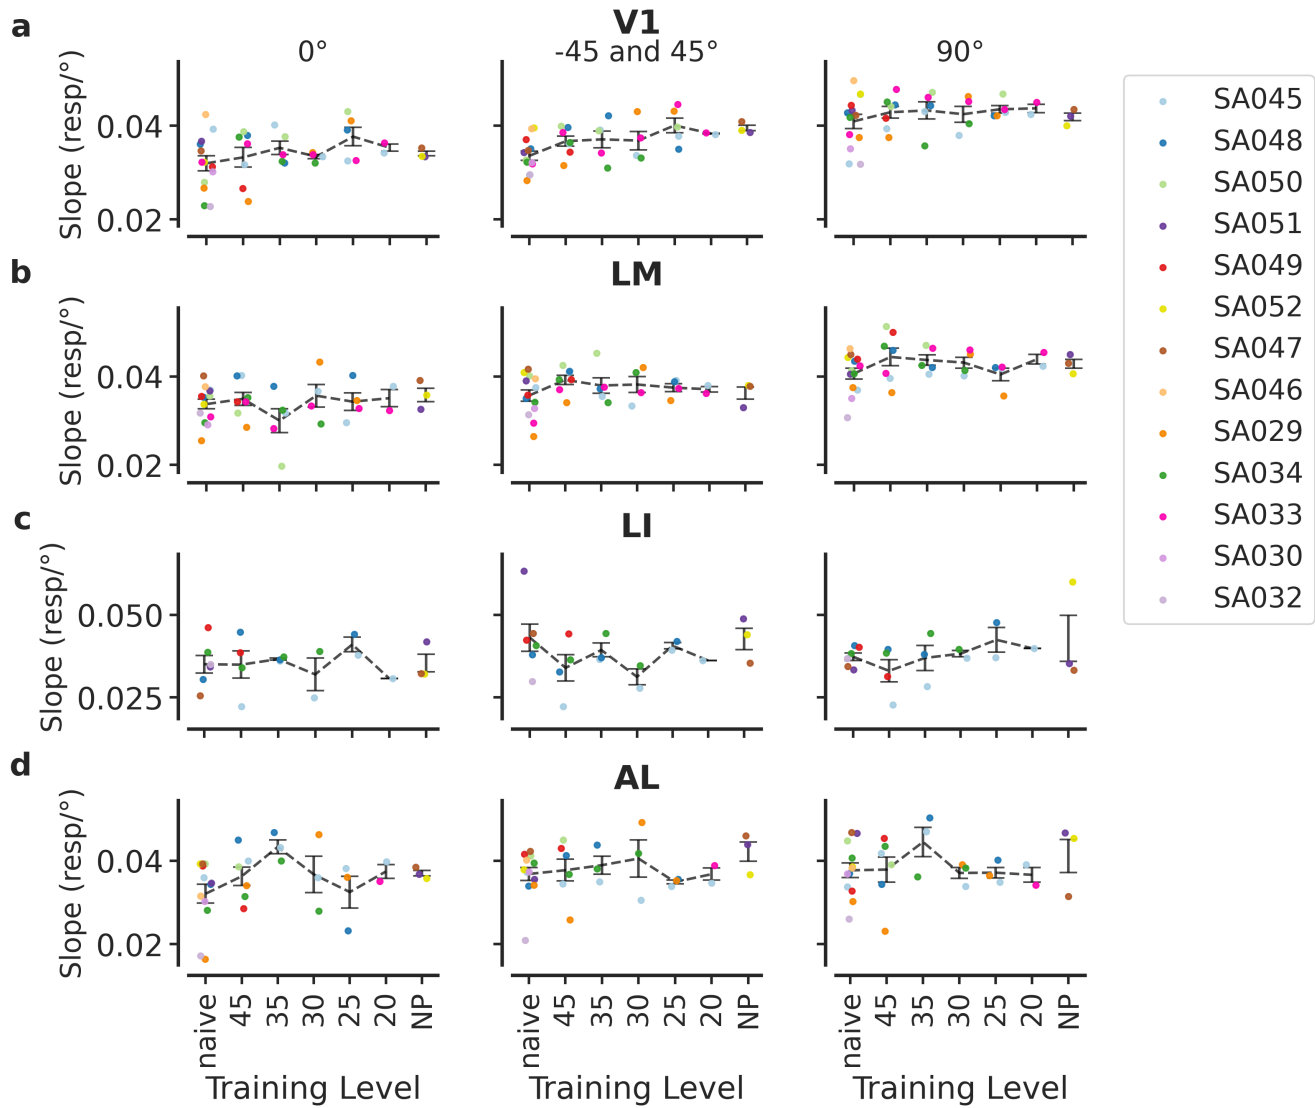 a
V1
0°
-45 and 45°
90°
Slope (resp/°)
0.04
0.02
SA045
SA048
SA050
SA051
SA049
SA052
SA047
SA046
SA029
SA034
SA033
SA030
SA032
b
LM
Slope (resp/°)
0.04
0.02
c
LI
Slope (resp/°)
0.050
0.025
d
AL
Slope (resp/°)
0.04
0.02
naive 45 35 30 25 20 NP
naive 45 35 30 25 20 NP
naive 45 35 30 25 20 NP
Training Level
Training Level
Training Level